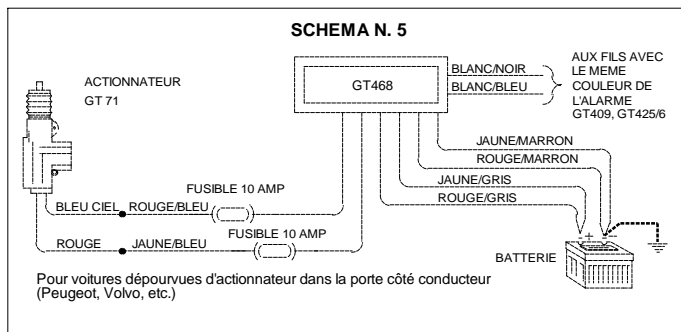 SCHEMA N. 5
ACTIONNATEUR
GT 71
GT468
BLANC/NOIR
BLANC/BLEU
AUX FILS AVEC
LE MEME
COULEUR DE
L'ALARME
GT409, GT425/6
JAUNE/MARRON
ROUGE/MARRON
JAUNE/GRIS
ROUGE/GRIS
FUSIBLE 10 AMP
BLEU CIEL ROUGE/BLEU
FUSIBLE 10 AMP
ROUGE JAUNE/BLEU
BATTERIE
- + -
Pour voitures dépourvues d'actionnateur dans la porte côté conducteur
(Peugeot, Volvo, etc.)